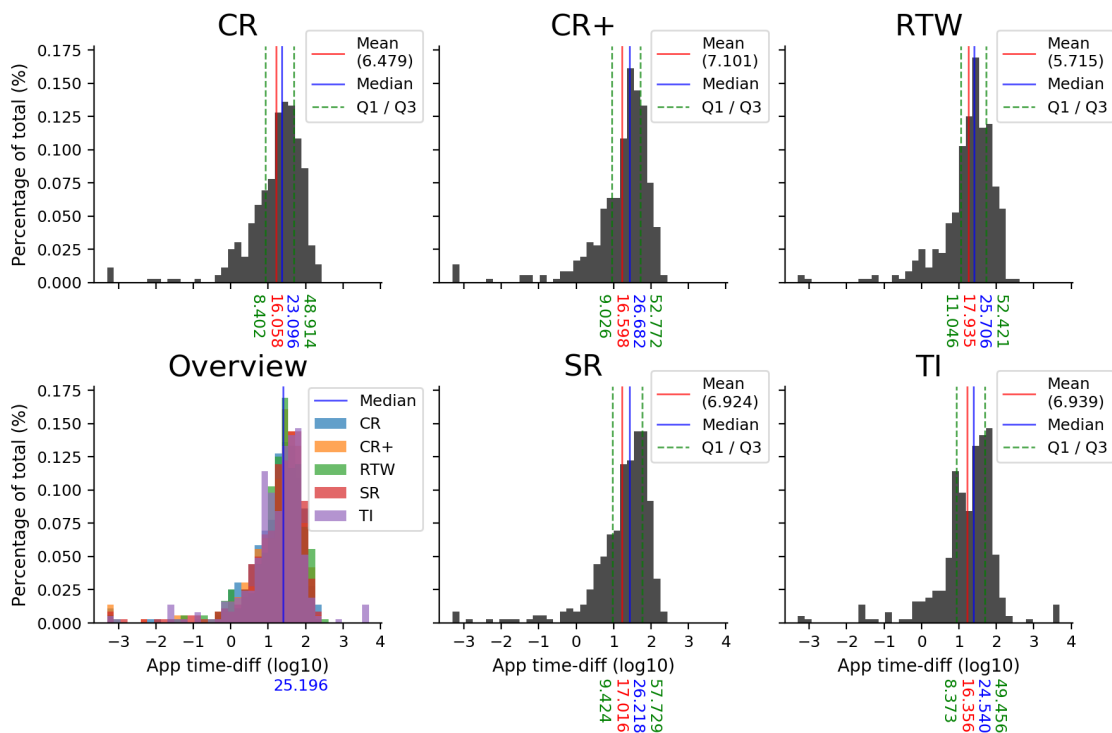 CR
CR+
RTW
Percentage of total (%)
0.175
0.150
0.125
0.100
0.075
0.050
0.025
0.000
Mean
(6.479)
Median
Q1 / Q3
8.402
16.058
23.096
48.914
Mean
(7.101)
Median
Q1 / Q3
9.026
16.598
26.682
52.772
Mean
(5.715)
Median
Q1 / Q3
11.046
17.935
25.706
52.421
Overview
SR
TI
Percentage of total (%)
0.175
0.150
0.125
0.100
0.075
0.050
0.025
0.000
Median
CR
CR+
RTW
SR
TI
−3 −2 −1 0 1 2 3 4
App time-diff (log10)
25.196
Mean
(6.924)
Median
Q1 / Q3
−3 −2 −1 0 1 2 3 4
App time-diff (log10)
9.424
17.016
26.218
57.729
Mean
(6.939)
Median
Q1 / Q3
−3 −2 −1 0 1 2 3 4
App time-diff (log10)
8.373
16.356
24.540
49.456